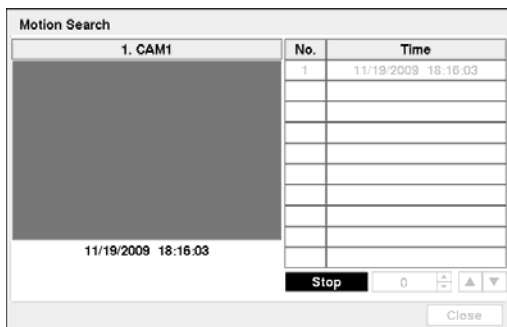 Motion Search
1. CAM1
No. Time
1 11/19/2009 18:16:03
11/19/2009 18:16:03
Stop 0
Close